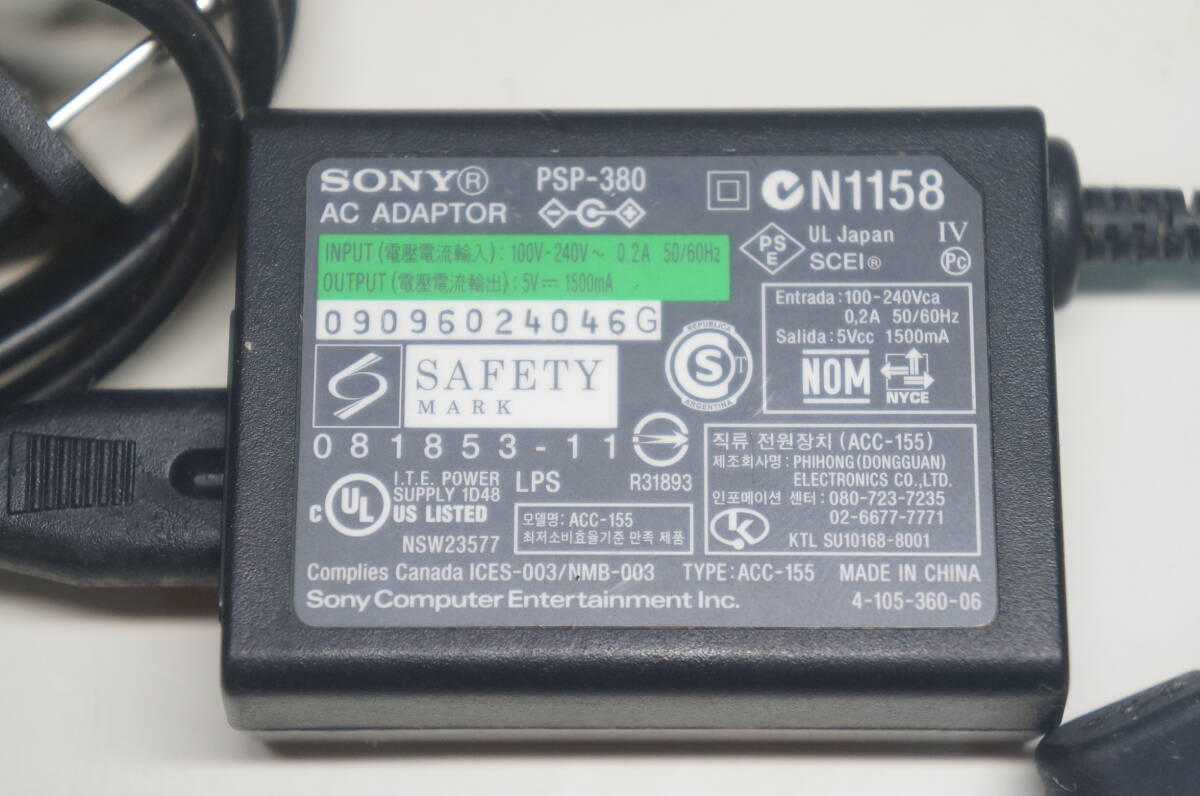 SONY® PSP-380
AC ADAPTOR
INPUT (電壓電流輸入) : 100V-240V～ 0.2A 50/60Hz
OUTPUT (電壓電流輸出) : 5V⎓ 1500mA
09096024046G
SAFETY
MARK
081853-11
I.T.E. POWER
SUPPLY 1D48
c UL US LISTED
NSW23577
LPS
R31893
모델명: ACC-155
최저소비효율기준 만족 제품
N1158
PSE
UL Japan
SCEI®
IV
Pc
REPUBLICA
S T
ARGENTINA
Entrada:100-240Vca
0,2A 50/60Hz
Salida:5Vcc 1500mA
NOM
NYCE
직류 전원장치 (ACC-155)
제조회사명: PHIHONG(DONGGUAN)
ELECTRONICS CO.,LTD.
인포메이션 센터: 080-723-7235
02-6677-7771
K
KTL SU10168-8001
Complies Canada ICES-003/NMB-003 TYPE:ACC-155 MADE IN CHINA
Sony Computer Entertainment Inc. 4-105-360-06